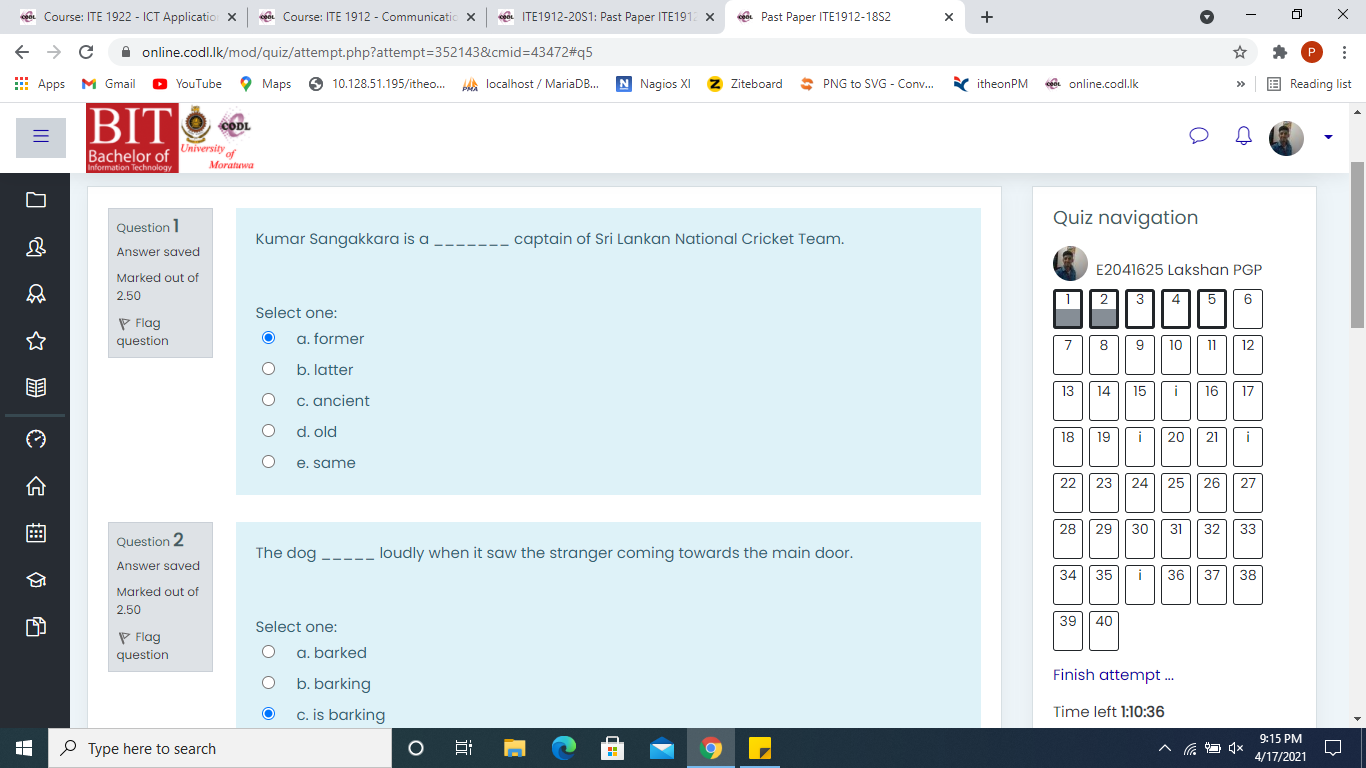 Course: ITE 1922 - ICT Applicatio
Course: ITE 1912 - Communicatic
ITE1912-20S1: Past Paper ITE1912
Past Paper ITE1912-18S2
online.codl.lk/mod/quiz/attempt.php?attempt=352143&cmid=43472#q5
P
Apps
Gmail
YouTube
Maps
10.128.51.195/itheo...
localhost / MariaDB...
Nagios XI
Ziteboard
PNG to SVG - Conv...
itheonPM
online.codl.lk
»
Reading list
BIT
Bachelor of
Information Technology
CODL
University
of
Moratuwa
Question 1
Answer saved
Marked out of
2.50
Flag
question
Kumar Sangakkara is a _______ captain of Sri Lankan National Cricket Team.
Select one:
a. former
b. latter
c. ancient
d. old
e. same
Question 2
Answer saved
Marked out of
2.50
Flag
question
The dog _____ loudly when it saw the stranger coming towards the main door.
Select one:
a. barked
b. barking
c. is barking
Quiz navigation
E2041625 Lakshan PGP
1 2 3 4 5 6
7 8 9 10 11 12
13 14 15 i 16 17
18 19 i 20 21 i
22 23 24 25 26 27
28 29 30 31 32 33
34 35 i 36 37 38
39 40
Finish attempt ...
Time left 1:10:36
Type here to search
9:15 PM
4/17/2021